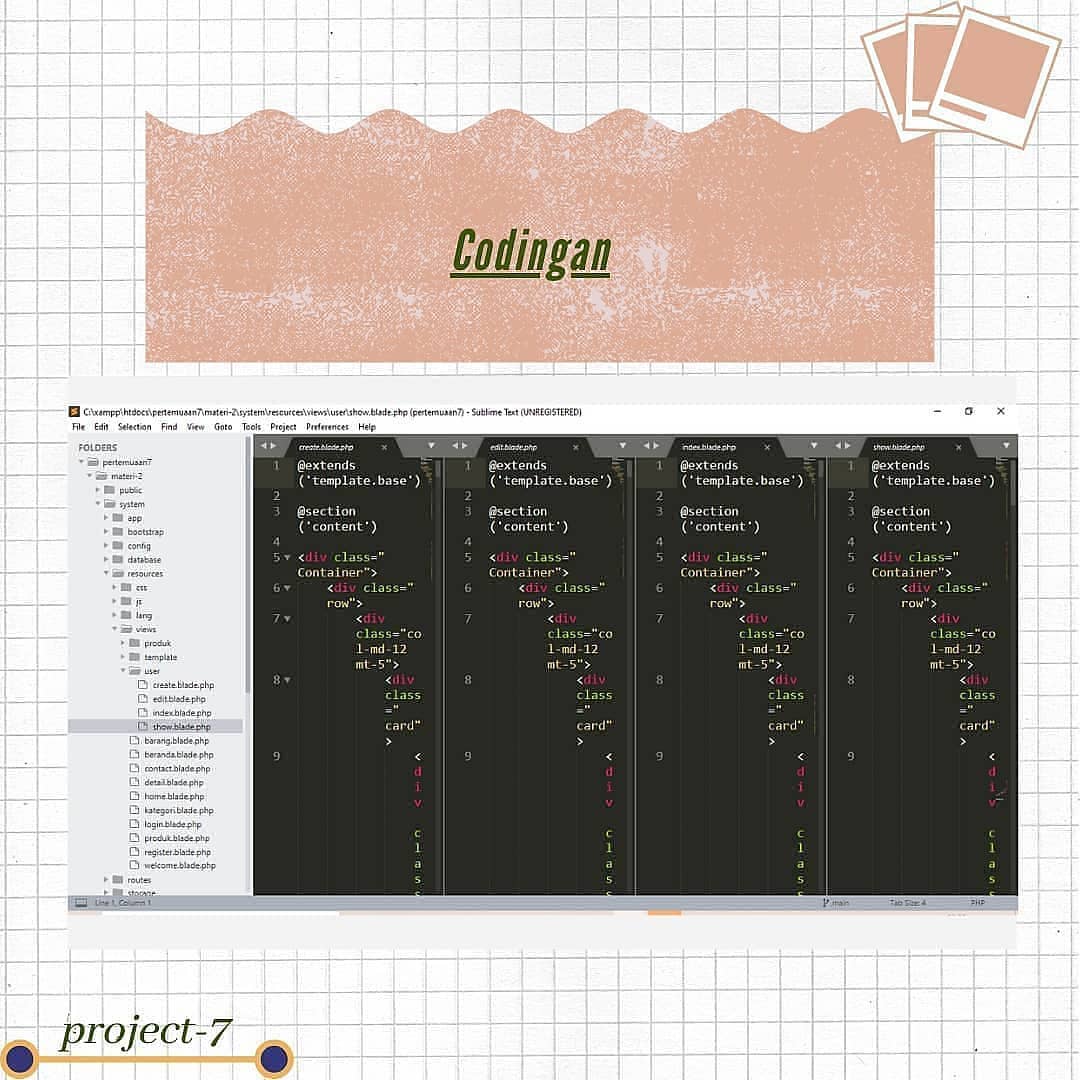 Codingan
C:\xampp\htdocs\pertemuaan7\materi-2\system\resources\views\user\show.blade.php (pertemuaan7) - Sublime Text (UNREGISTERED)
File Edit Selection Find View Goto Tools Project Preferences Help
FOLDERS
pertemuaan7
materi-2
public
system
app
bootstrap
config
database
resources
css
js
lang
views
produk
template
user
create.blade.php
edit.blade.php
index.blade.php
show.blade.php
barang.blade.php
beranda.blade.php
contact.blade.php
detail.blade.php
home.blade.php
kategori.blade.php
login.blade.php
produk.blade.php
register.blade.php
welcome.blade.php
routes
storage
create.blade.php
1 @extends
('template.base')
2
3 @section
('content')
4
5 <div class="
Container">
6 <div class="
row">
7 <div
class="co
l-md-12
mt-5">
8 <div
class
="
card"
>
9 <
d
i
v
c
l
a
s
s
edit.blade.php
1 @extends
('template.base')
2
3 @section
('content')
4
5 <div class="
Container">
6 <div class="
row">
7 <div
class="co
l-md-12
mt-5">
8 <div
class
="
card"
>
9 <
d
i
v
c
l
a
s
s
index.blade.php
1 @extends
('template.base')
2
3 @section
('content')
4
5 <div class="
Container">
6 <div class="
row">
7 <div
class="co
l-md-12
mt-5">
8 <div
class
="
card"
>
9 <
d
i
v
c
l
a
s
s
show.blade.php
1 @extends
('template.base')
2
3 @section
('content')
4
5 <div class="
Container">
6 <div class="
row">
7 <div
class="co
l-md-12
mt-5">
8 <div
class
="
card"
>
9 <
d
i
v
c
l
a
s
s
Line 1, Column 1 main Tab Size: 4 PHP
project-7